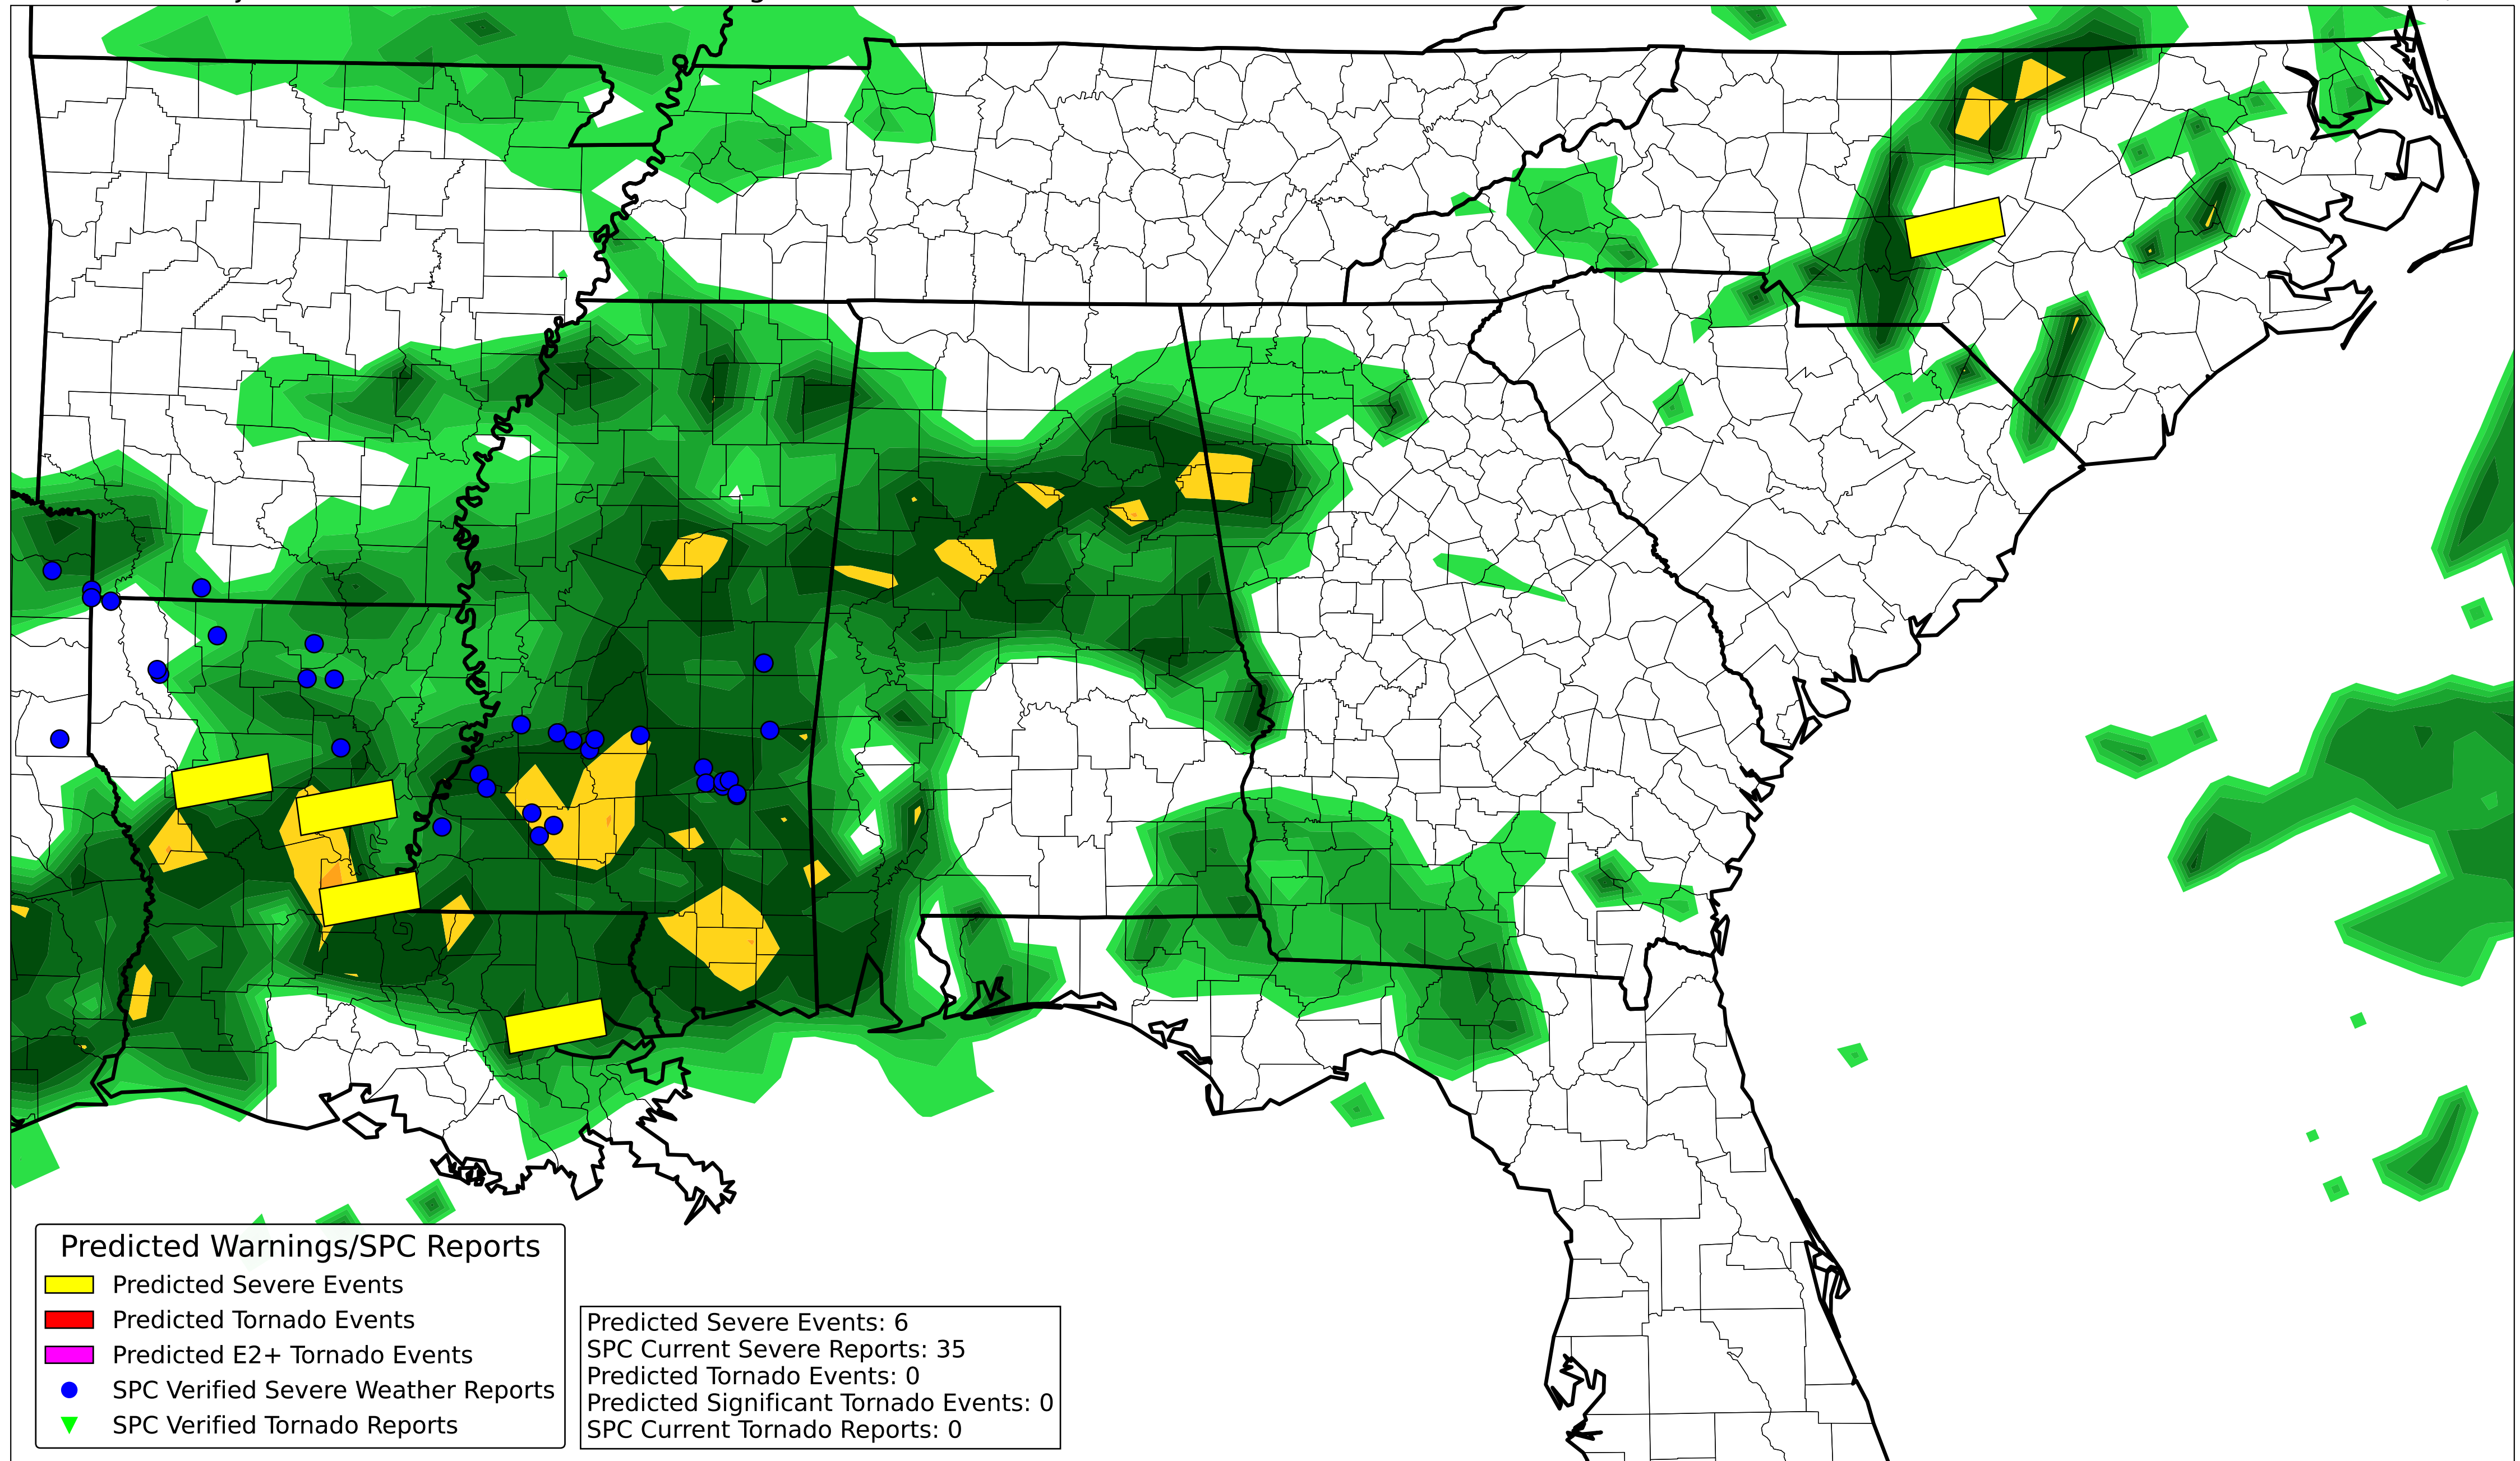 Predicted Warnings/SPC Reports
Predicted Severe Events
Predicted Tornado Events
Predicted E2+ Tornado Events
SPC Verified Severe Weather Reports
SPC Verified Tornado Reports
Predicted Severe Events: 6
SPC Current Severe Reports: 35
Predicted Tornado Events: 0
Predicted Significant Tornado Events: 0
SPC Current Tornado Reports: 0